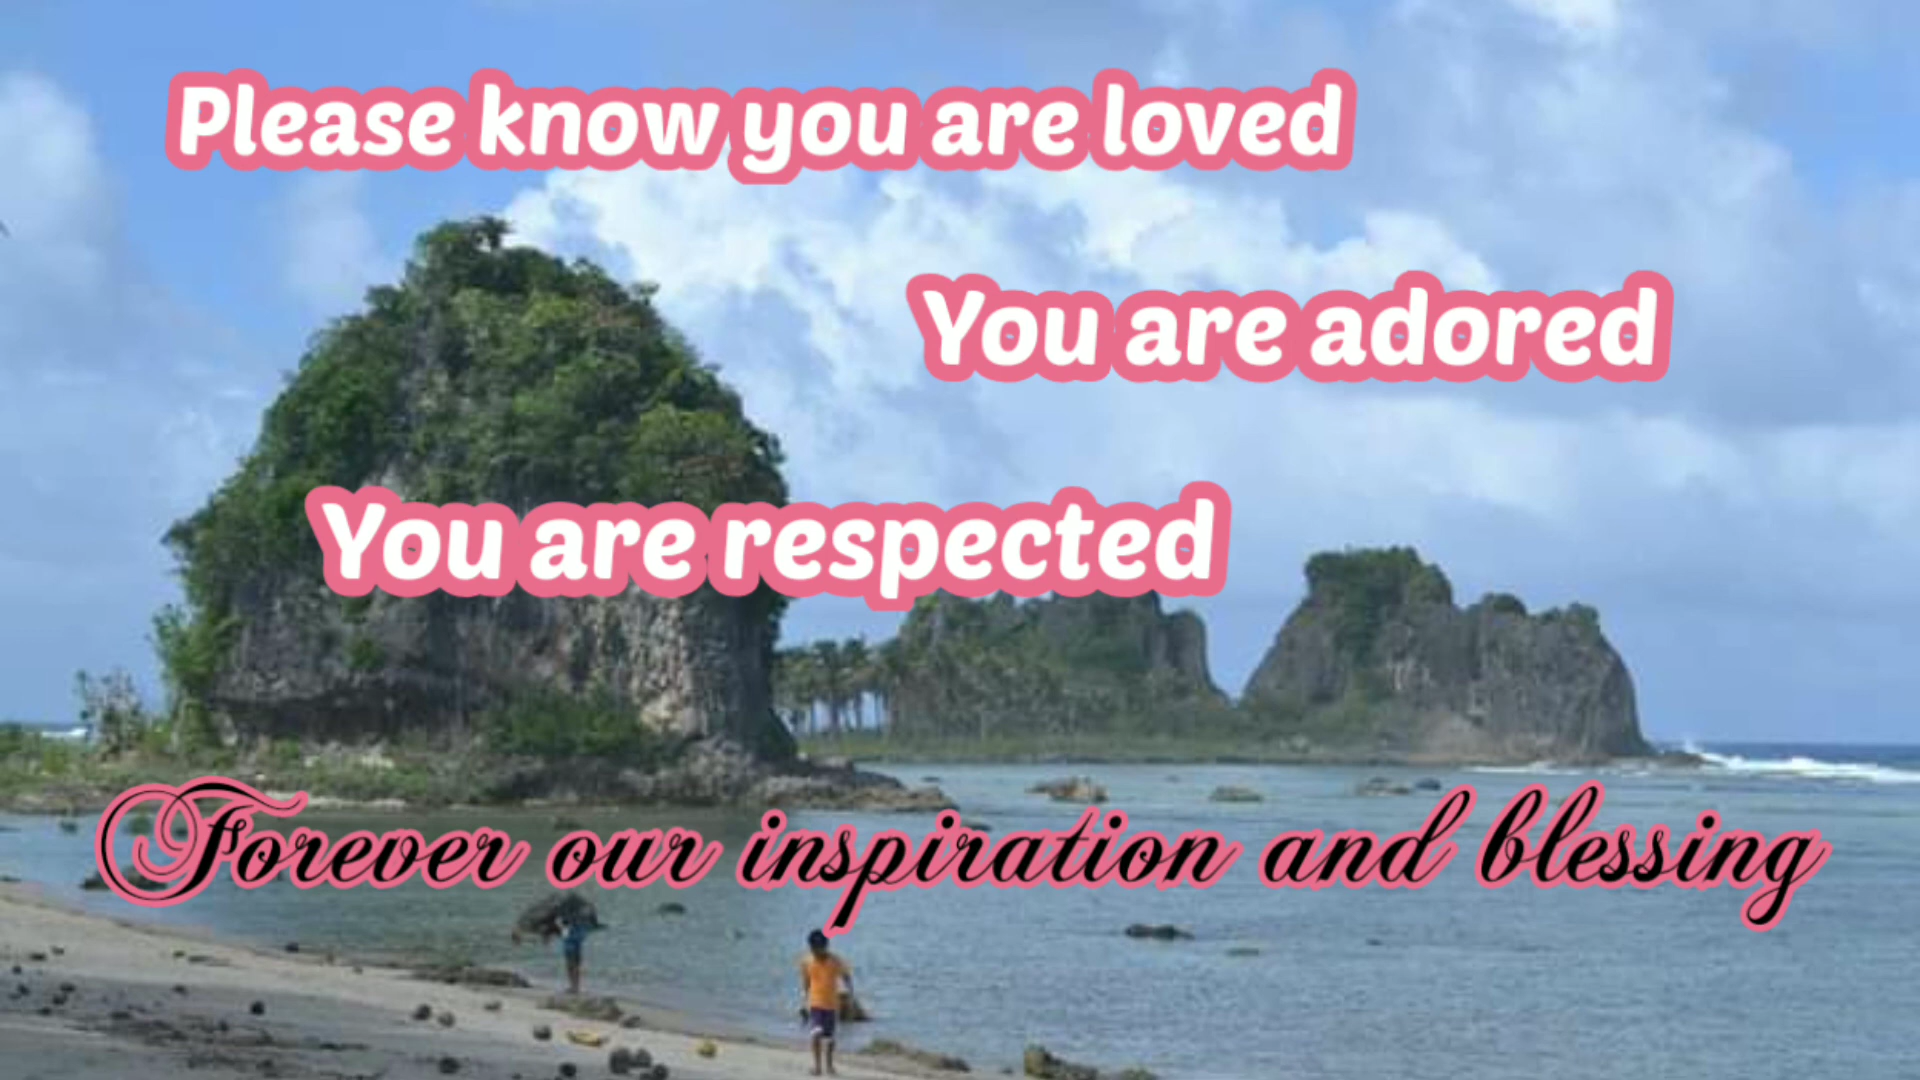 Please know you are loved
You are adored
You are respected
Forever our inspiration and blessing